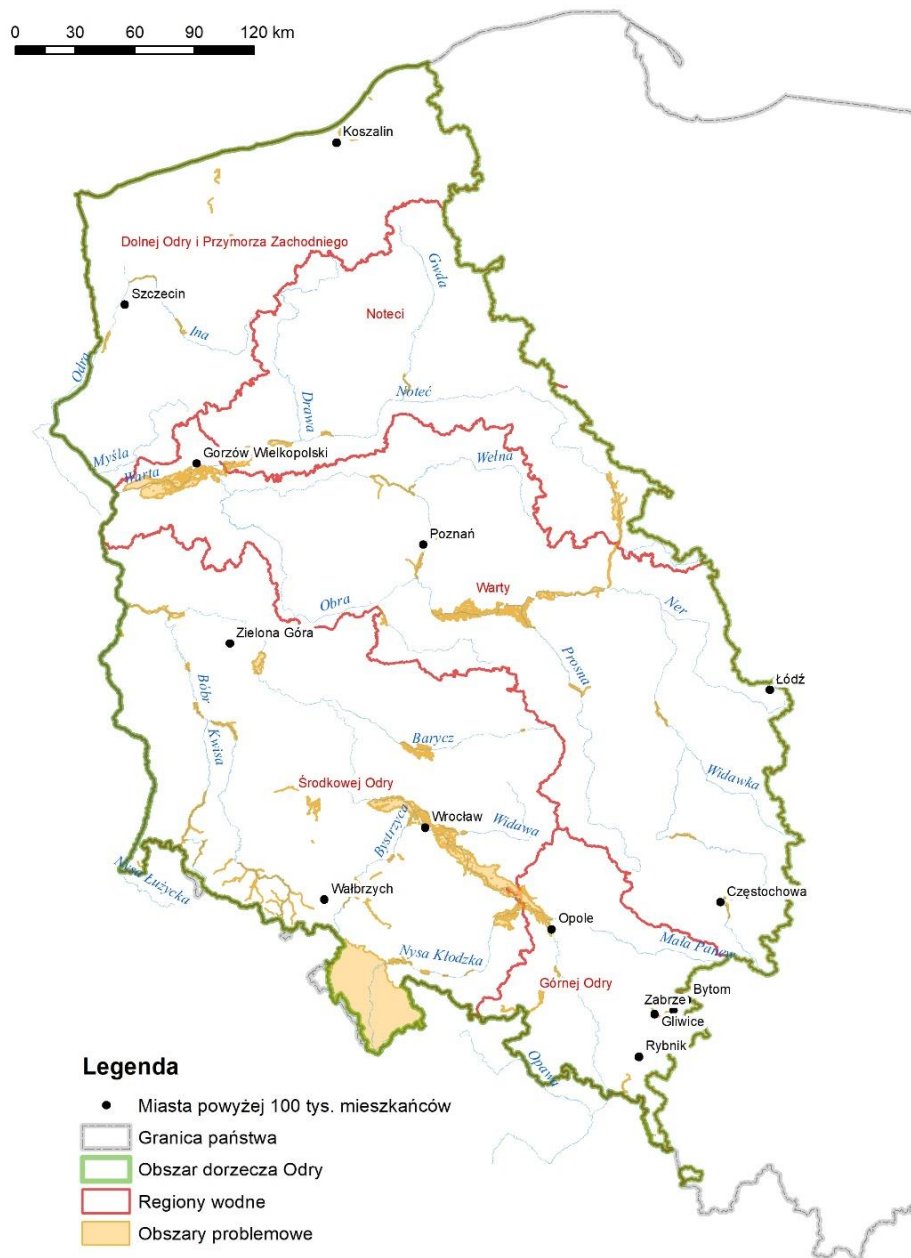 0 30 60 90 120 km
Koszalin
Dolnej Odry i Przymorza Zachodniego
Gwda
Szczecin
Noteci
Ina
Odra
Drawa
Noteć
Myśla
Gorzów Wielkopolski
Wełna
Warta
Poznań
Warty
Obra
Ner
Zielona Góra
Prosna
Łódź
Bóbr
Kwisa
Barycz
Widawka
Środkowej Odry
Wrocław
Widawa
Bystrzyca
Nysa Łużycka
Wałbrzych
Częstochowa
Opole
Mała Panew
Nysa Kłodzka
Górnej Odry
Bytom
Zabrze
Gliwice
Rybnik
Opawa
Legenda
Miasta powyżej 100 tys. mieszkańców
Granica państwa
Obszar dorzecza Odry
Regiony wodne
Obszary problemowe